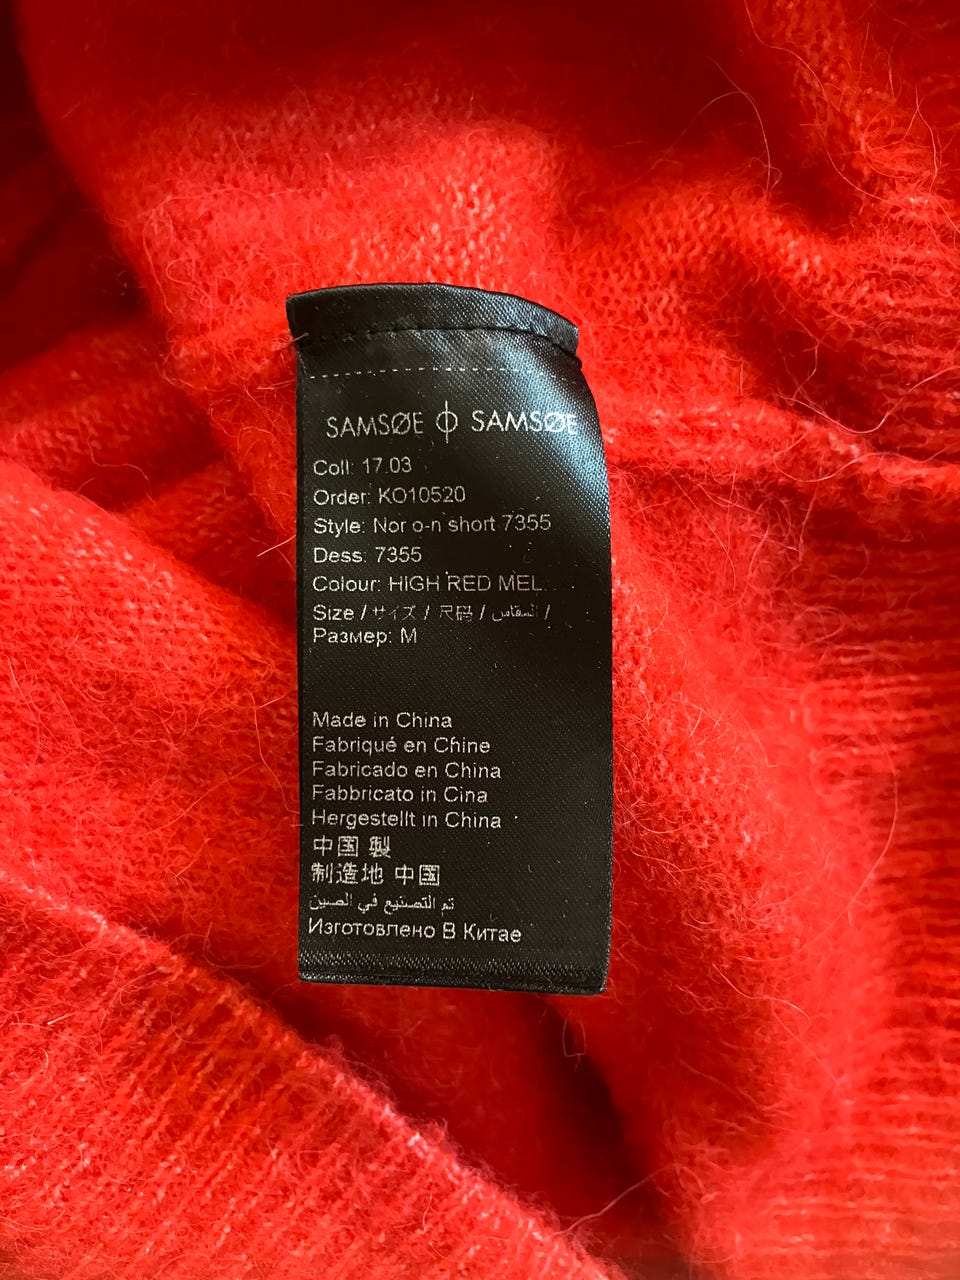 SAMSØE ϕ SAMSØE
Coll: 17.03
Order: KO10520
Style: Nor o-n short 7355
Dess: 7355
Colour: HIGH RED MEL.
Size / サイズ / 尺码 / السقاس /
Размер: M
Made in China
Fabriqué en Chine
Fabricado en China
Fabbricato in Cina
Hergestellt in China
中国 製
制造地 中国
تم التصنيع في الصين
Изготовлено В Китае